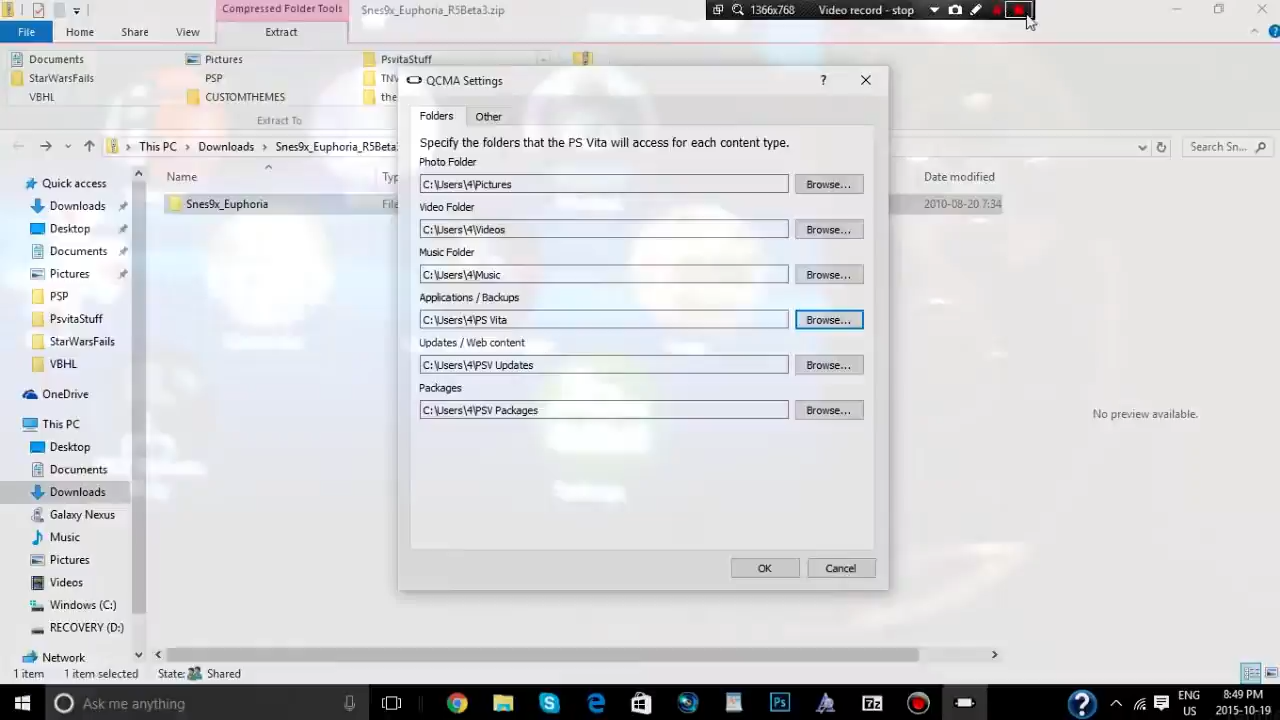 Compressed Folder Tools
Snes9x_Euphoria_R5Beta3.zip
1366x768
Video record - stop
File
Home
Share
View
Extract
Documents
Pictures
PsvitaStuff
StarWarsFails
PSP
TNV
VBHL
CUSTOMTHEMES
the
Extract To
This PC
Downloads
Snes9x_Euphoria_R5Beta3
Search Sn...
Name
Typ
Date modified
Snes9x_Euphoria
File
2010-08-20 7:34
Quick access
Downloads
Desktop
Documents
Pictures
PSP
PsvitaStuff
StarWarsFails
VBHL
OneDrive
This PC
Desktop
Documents
Downloads
Galaxy Nexus
Music
Pictures
Videos
Windows (C:)
RECOVERY (D:)
Network
QCMA Settings
?
Folders
Other
Specify the folders that the PS Vita will access for each content type.
Photo Folder
C:\Users\4\Pictures
Browse...
Video Folder
C:\Users\4\Videos
Browse...
Music Folder
C:\Users\4\Music
Browse...
Applications / Backups
C:\Users\4\PS Vita
Browse...
Updates / Web content
C:\Users\4\PSV Updates
Browse...
Packages
C:\Users\4\PSV Packages
Browse...
OK
Cancel
No preview available.
1 item
1 item selected
State:
Shared
Ask me anything
Ps
7Z
ENG
US
8:49 PM
2015-10-19